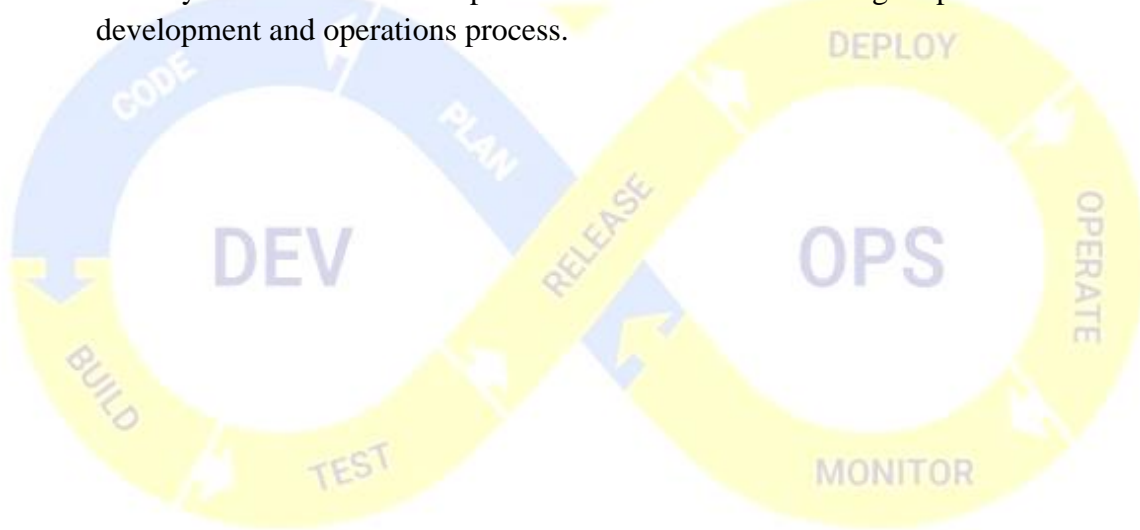 development and operations process.
DEPLOY
CODE
PLAN
RELEASE
OPERATE
DEV
OPS
BUILD
TEST
MONITOR